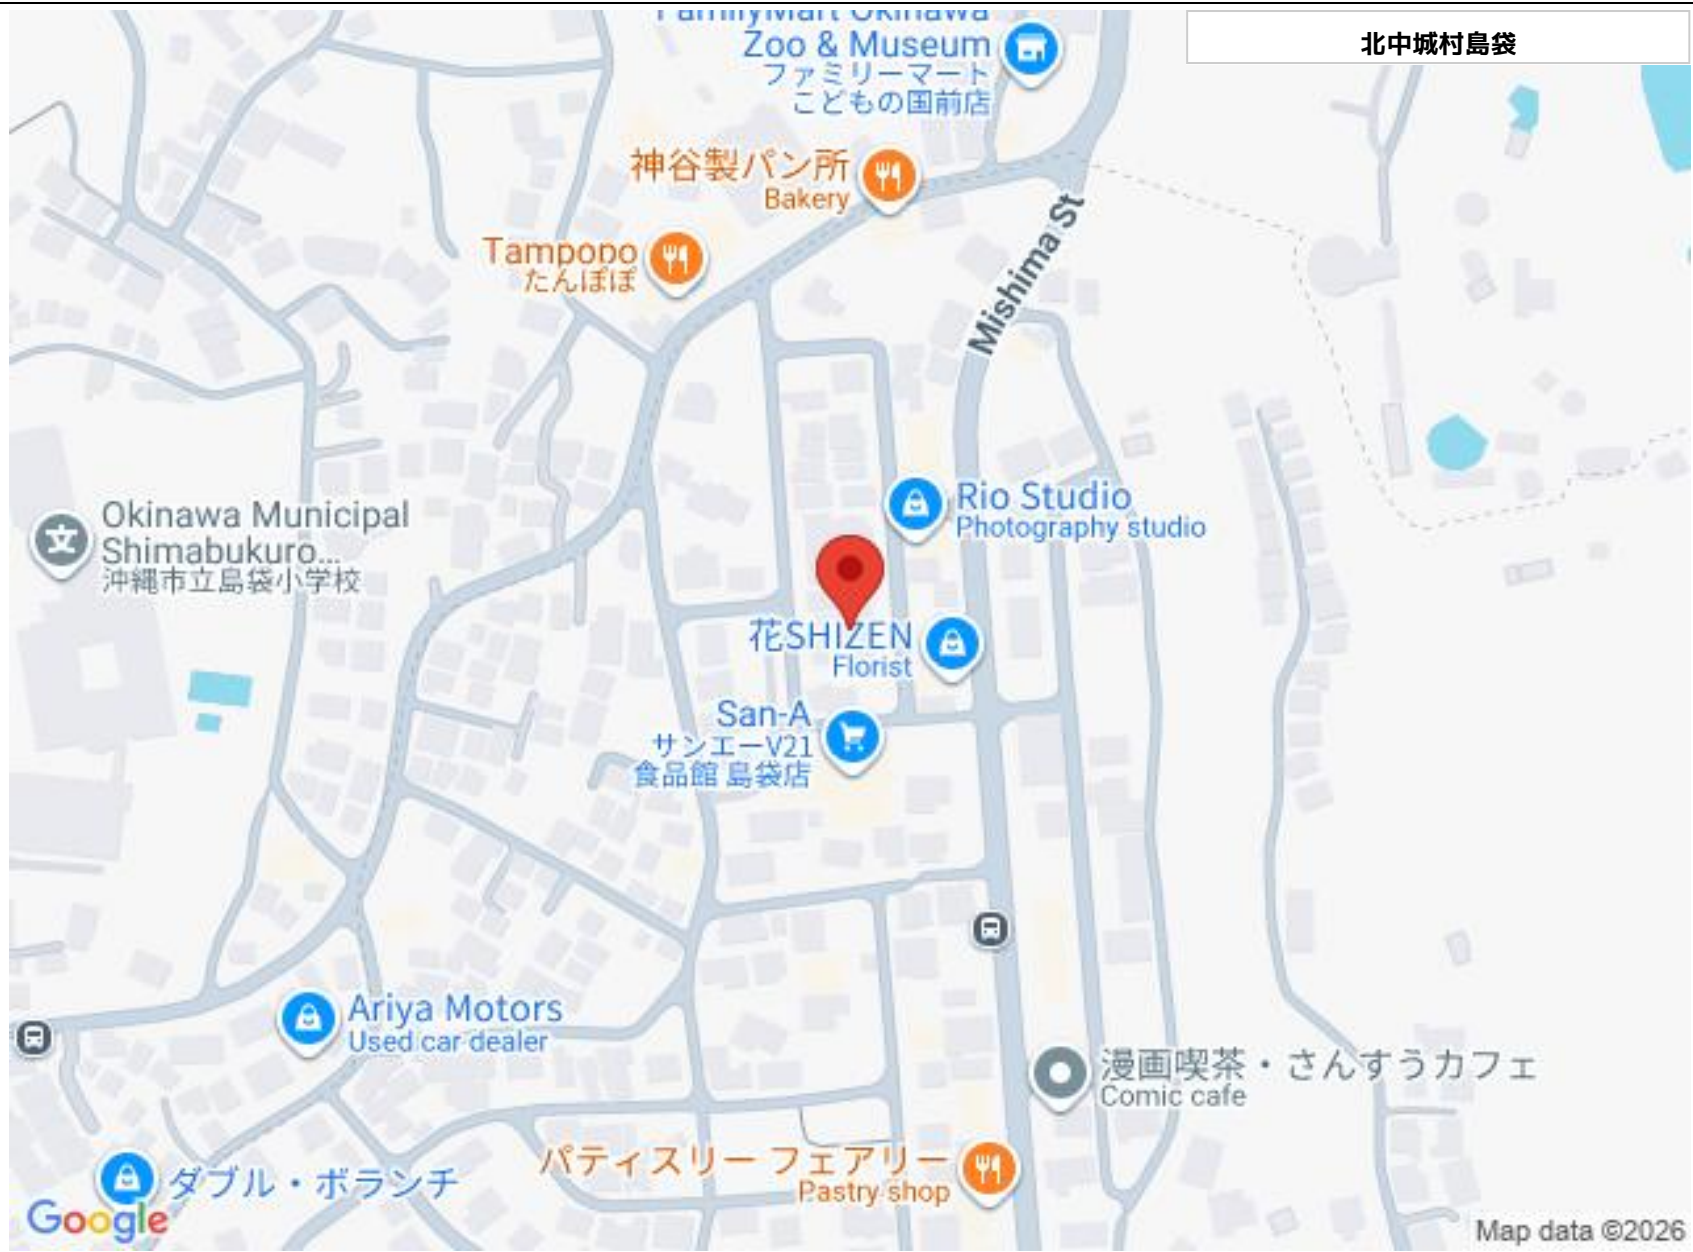 北中城村島袋
FamilyMart Okinawa
Zoo & Museum
ファミリーマート
こどもの国前店
神谷製パン所
Bakery
Tampopo
たんぽぽ
Mishima St
Rio Studio
Photography studio
Okinawa Municipal
Shimabukuro...
沖縄市立島袋小学校
文
花SHIZEN
Florist
San-A
サンエーV21
食品館 島袋店
Ariya Motors
Used car dealer
漫画喫茶・さんすうカフェ
Comic cafe
パティスリー フェアリー
Pastry shop
ダブル・ボランチ
Google
Map data ©2026